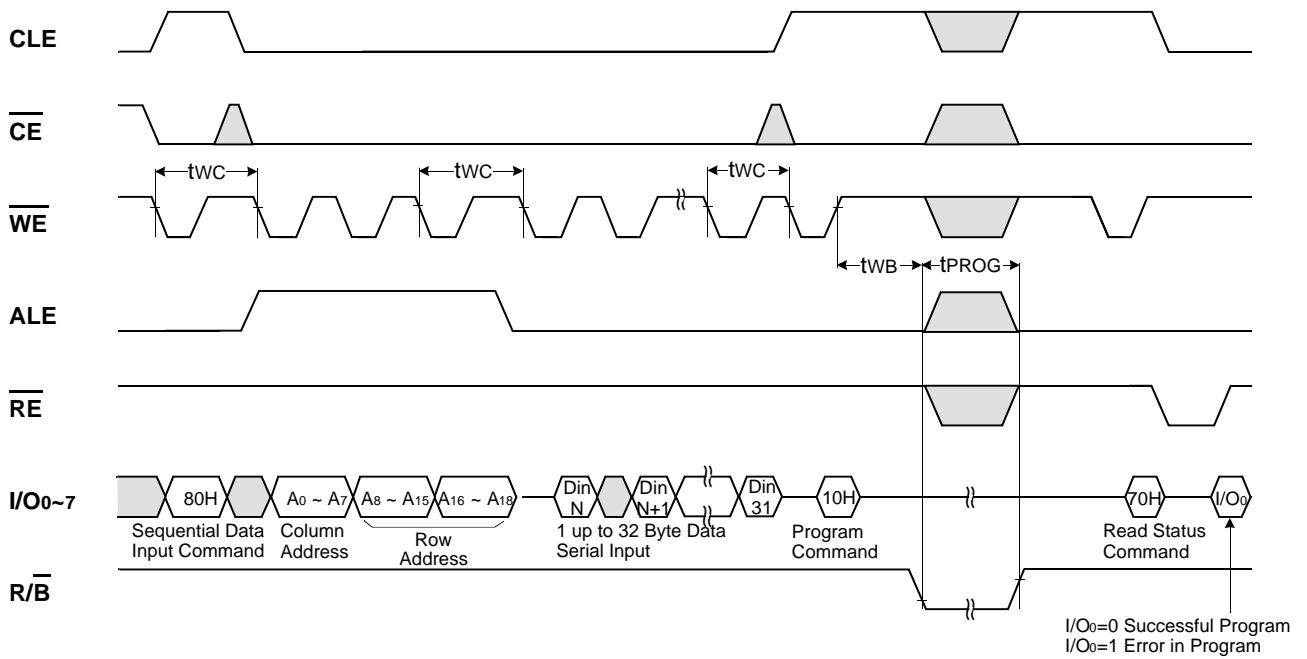 CLE
CE
tWC tWC tWC
WE
tWB tPROG
ALE
RE
I/O0~7 80H A0 ~ A7 A8 ~ A15 A16 ~ A18 Din N Din N+1 Din 31 10H 70H I/O0
Sequential Data Input Command
Column Address
Row Address
1 up to 32 Byte Data Serial Input
Program Command
Read Status Command
R/B
I/O0=0 Successful Program
I/O0=1 Error in Program